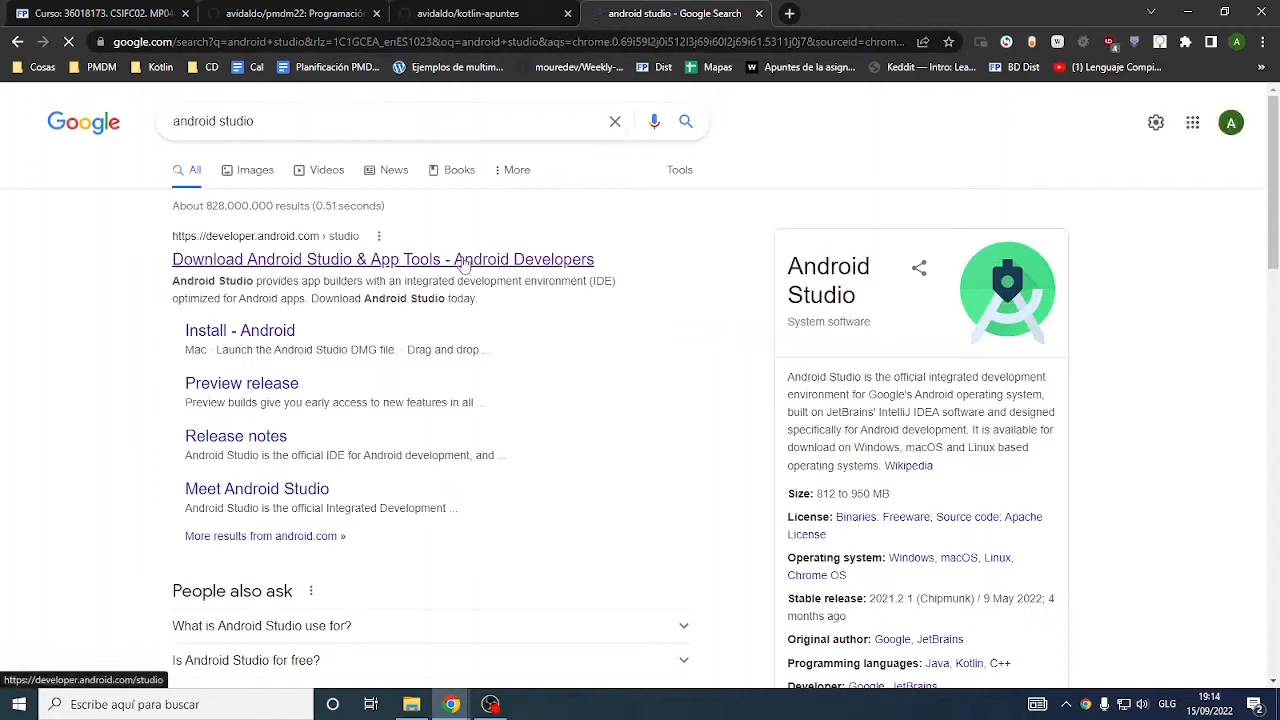 Curso: 36018173. CSIFC02. MP04
avidaldo/pmdm22: Programación
avidaldo/kotlin-apuntes
android studio - Google Search
google.com/search?q=android+studio&rlz=1C1GCEA_enES1023&oq=android+studio&aqs=chrome.0.69i59l2j0i512l3j69i60l2j69i61.5311j0j7&sourceid=chrom...
Cosas
PMDM
Kotlin
CD
Cal
Planificación PMD...
Ejemplos de multim...
mouredev/Weekly-...
Dist
Mapas
Apuntes de la asign...
Keddit — Intro: Lea...
BD Dist
(1) Lenguaje Compi...
»
Google
android studio
A
All
Images
Videos
News
Books
More
Tools
About 828,000,000 results (0.51 seconds)
https://developer.android.com › studio
Download Android Studio & App Tools - Android Developers
Android Studio provides app builders with an integrated development environment (IDE)
optimized for Android apps. Download Android Studio today.
Install - Android
Mac · Launch the Android Studio DMG file. · Drag and drop ...
Preview release
Preview builds give you early access to new features in all ...
Release notes
Android Studio is the official IDE for Android development, and ...
Meet Android Studio
Android Studio is the official Integrated Development ...
More results from android.com »
People also ask
What is Android Studio use for?
Is Android Studio for free?
Android
Studio
System software
Android Studio is the official integrated development
environment for Google's Android operating system,
built on JetBrains' IntelliJ IDEA software and designed
specifically for Android development. It is available for
download on Windows, macOS and Linux based
operating systems. Wikipedia
Size: 812 to 950 MB
License: Binaries: Freeware, Source code: Apache
License
Operating system: Windows, macOS, Linux,
Chrome OS
Stable release: 2021.2.1 (Chipmunk) / 9 May 2022; 4
months ago
Original author: Google, JetBrains
Programming languages: Java, Kotlin, C++
Developer: Google, JetBrains
https://developer.android.com/studio
Escribe aquí para buscar
GLG
19:14
15/09/2022
2